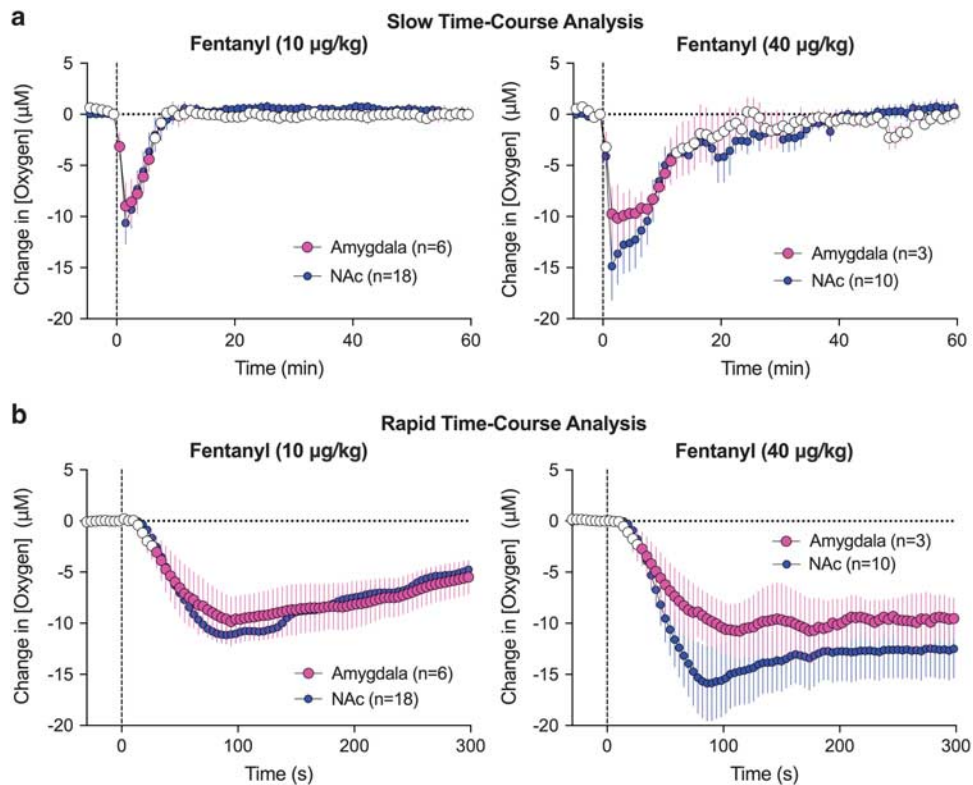 a
Slow Time-Course Analysis
Fentanyl (10 µg/kg)
Fentanyl (40 µg/kg)
Change in [Oxygen] (µM)
5
0
-5
-10
-15
-20
Amygdala (n=6)
NAc (n=18)
0
20
40
60
Time (min)
Change in [Oxygen] (µM)
5
0
-5
-10
-15
-20
Amygdala (n=3)
NAc (n=10)
0
20
40
60
Time (min)
b
Rapid Time-Course Analysis
Fentanyl (10 µg/kg)
Fentanyl (40 µg/kg)
Change in [Oxygen] (µM)
5
0
-5
-10
-15
-20
Amygdala (n=6)
NAc (n=18)
0
100
200
300
Time (s)
Change in [Oxygen] (µM)
5
0
-5
-10
-15
-20
Amygdala (n=3)
NAc (n=10)
0
100
200
300
Time (s)